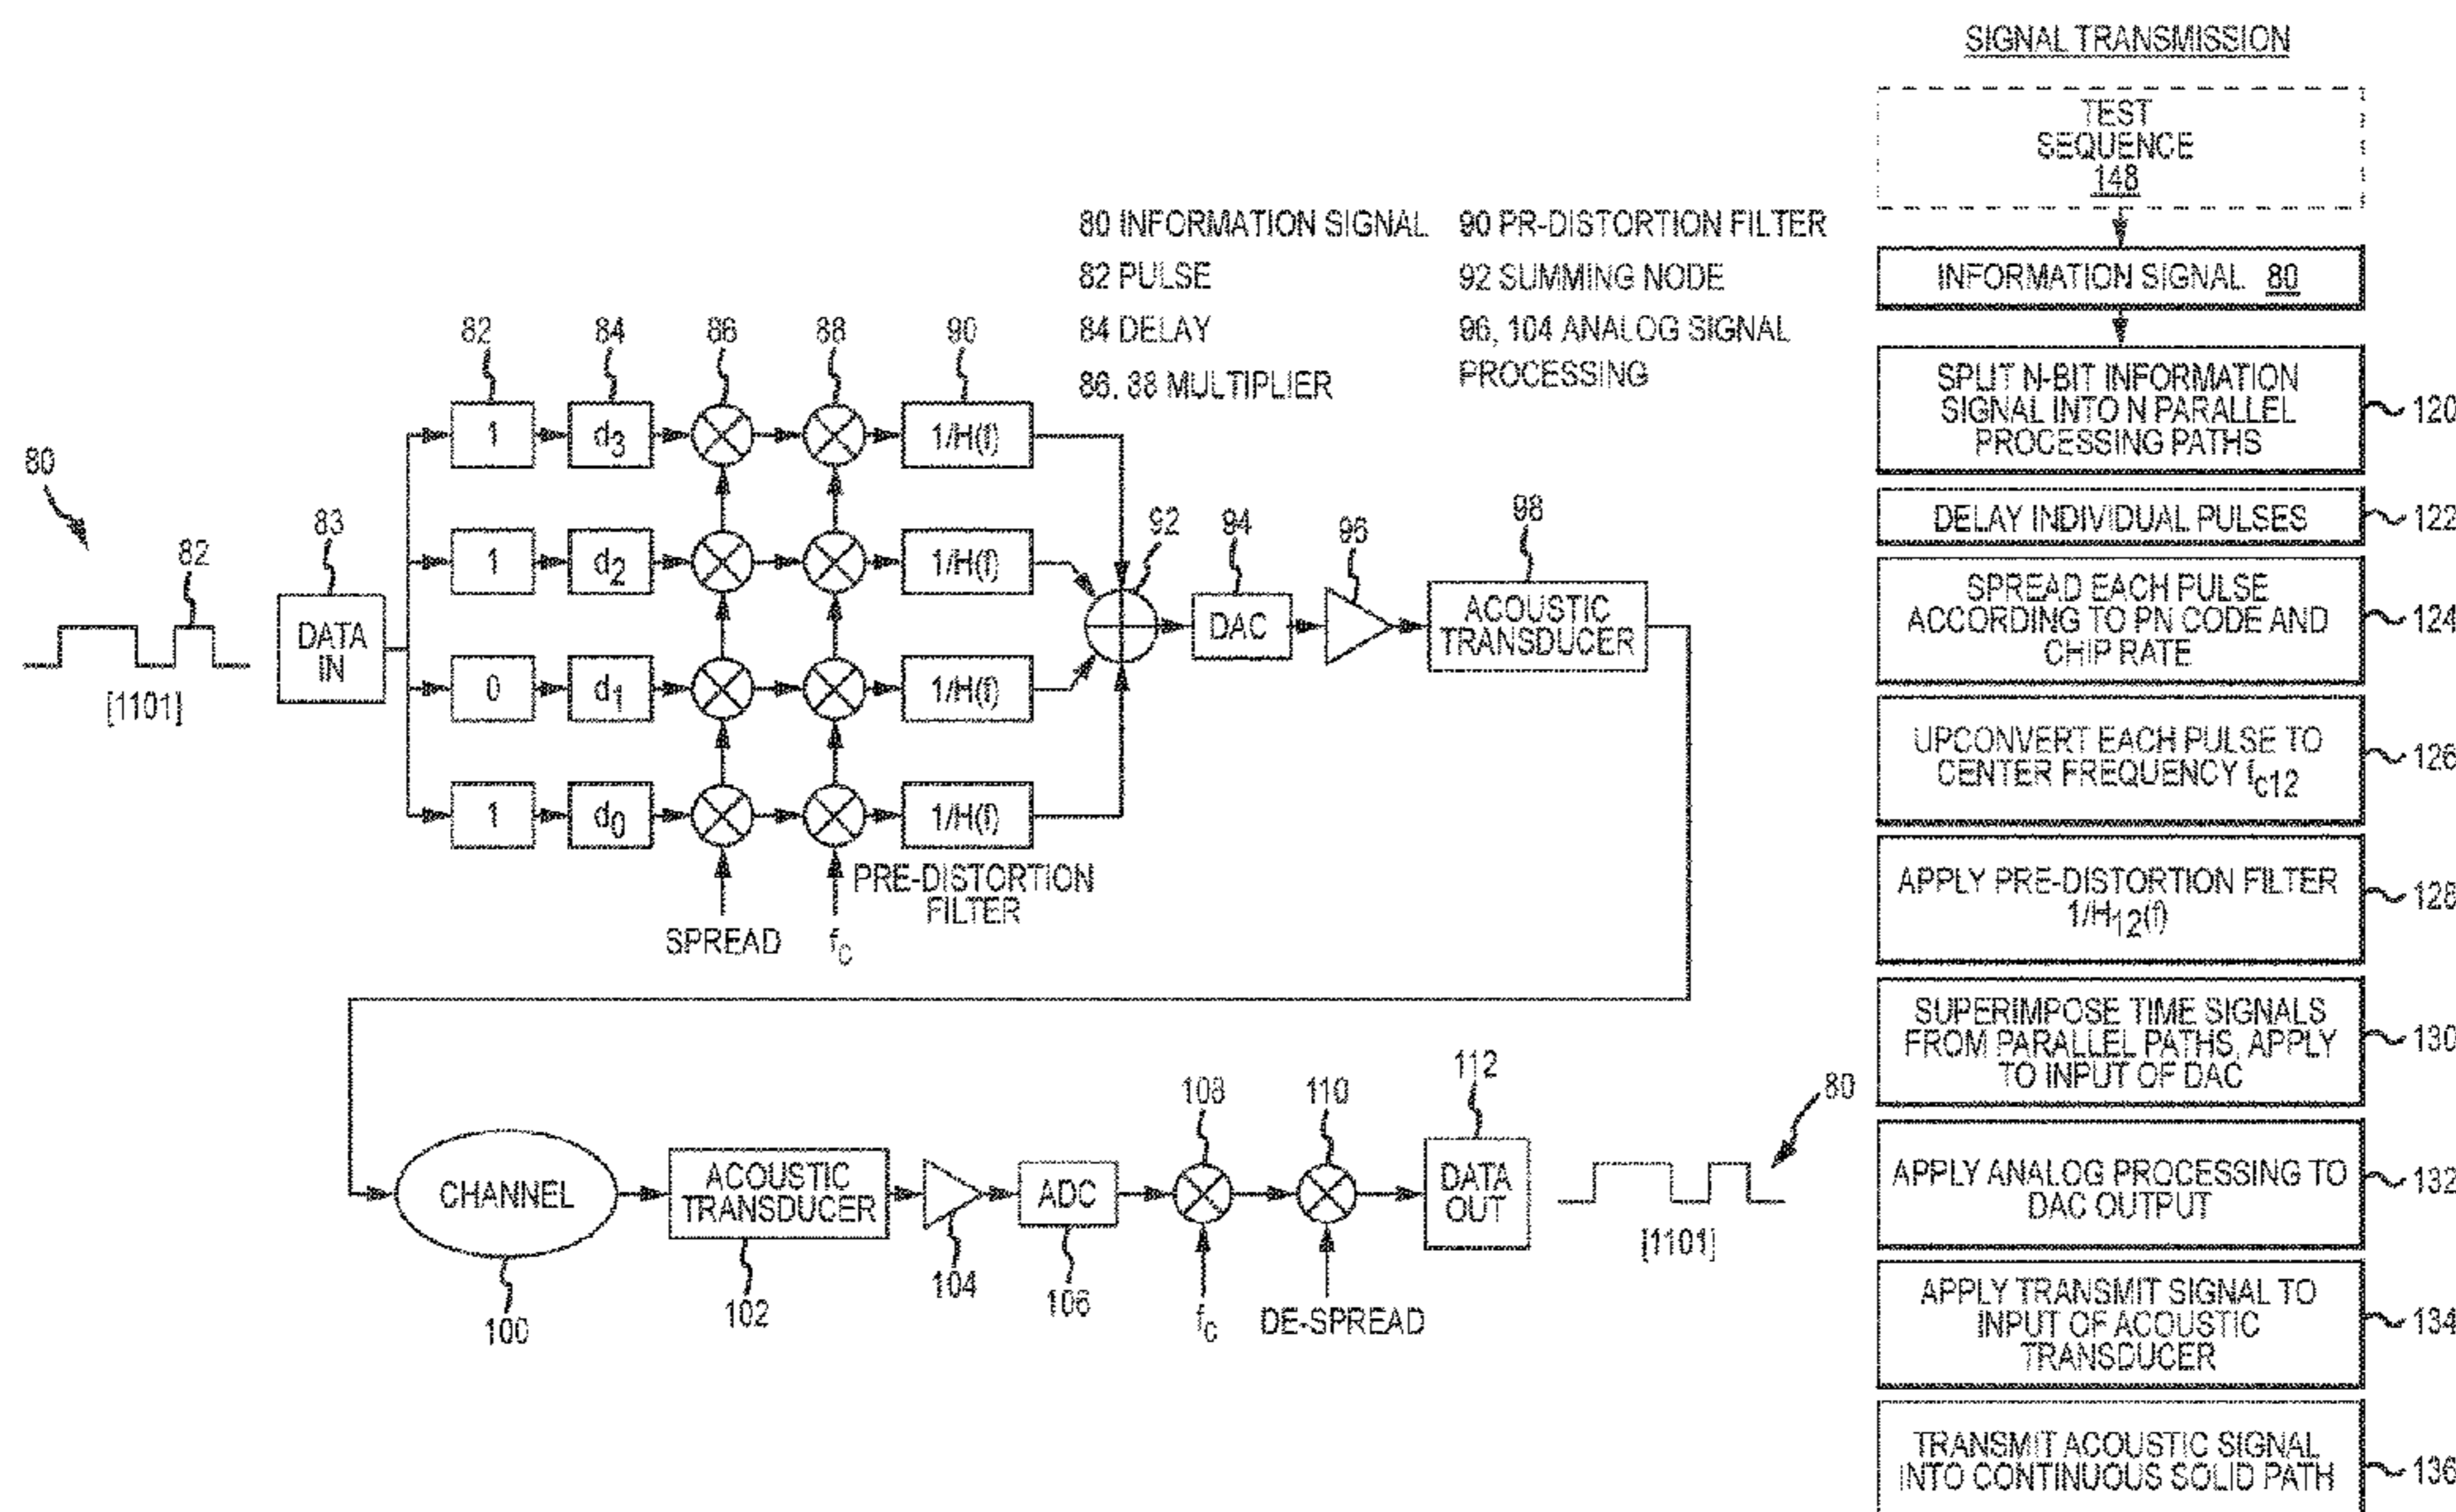 SIGNAL TRANSMISSION
TEST
SEQUENCE
148
INFORMATION SIGNAL 80
SPLIT N-BIT INFORMATION
SIGNAL INTO N PARALLEL
PROCESSING PATHS
120
DELAY INDIVIDUAL PULSES
122
SPREAD EACH PULSE
ACCORDING TO PN CODE AND
CHIP RATE
124
UPCONVERT EACH PULSE TO
CENTER FREQUENCY fc12
126
APPLY PRE-DISTORTION FILTER
1/H12(f)
128
SUPERIMPOSE TIME SIGNALS
FROM PARALLEL PATHS, APPLY
TO INPUT OF DAC
130
APPLY ANALOG PROCESSING TO
DAC OUTPUT
132
APPLY TRANSMIT SIGNAL TO
INPUT OF ACOUSTIC
TRANSDUCER
134
TRANSMIT ACOUSTIC SIGNAL
INTO CONTINUOUS SOLID PATH
136
80 INFORMATION SIGNAL
82 PULSE
84 DELAY
86, 88 MULTIPLIER
90 PR-DISTORTION FILTER
92 SUMMING NODE
96, 104 ANALOG SIGNAL
PROCESSING
82 84 86 88 90
1 d3 1/H(f)
80
82
[1101]
83
DATA
IN
1 d2 1/H(f)
0 d1 1/H(f)
1 d0 1/H(f)
PRE-DISTORTION
FILTER
SPREAD
fc
92
94
DAC
96
98
ACOUSTIC
TRANSDUCER
CHANNEL
100
ACOUSTIC
TRANSDUCER
102
104
ADC
106
108
fc
110
DE-SPREAD
112
DATA
OUT
80
[1101]